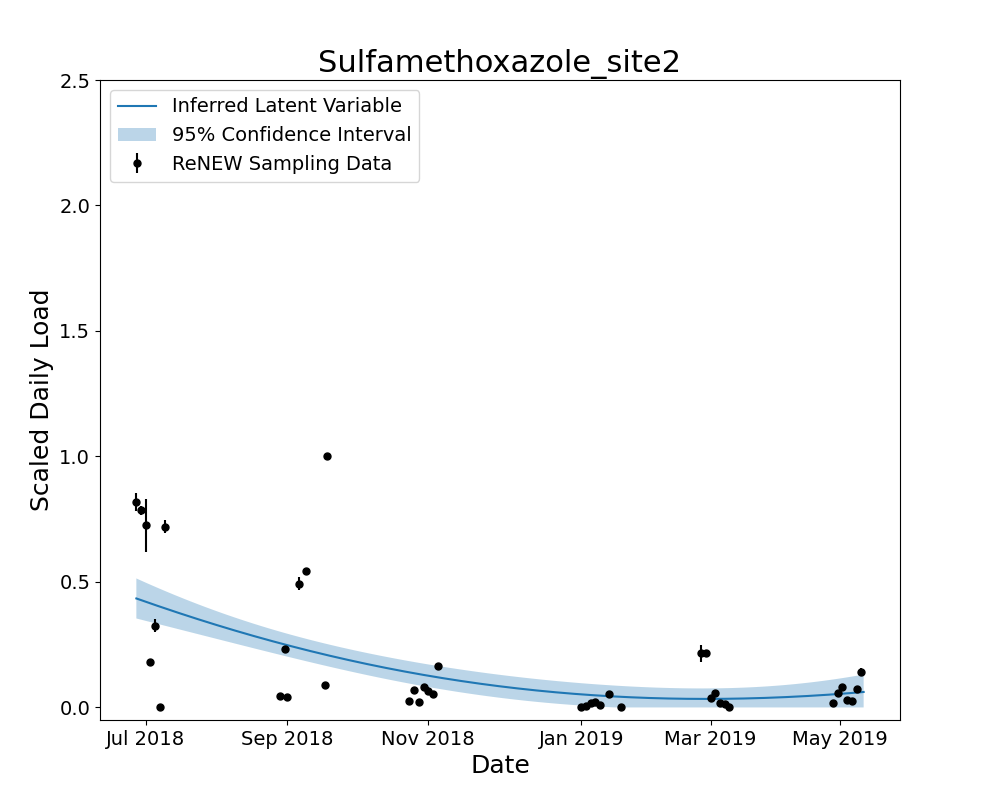 Sulfamethoxazole_site2
2.5
2.0
1.5
1.0
0.5
0.0
Scaled Daily Load
Inferred Latent Variable
95% Confidence Interval
ReNEW Sampling Data
Jul 2018 Sep 2018 Nov 2018 Jan 2019 Mar 2019 May 2019
Date